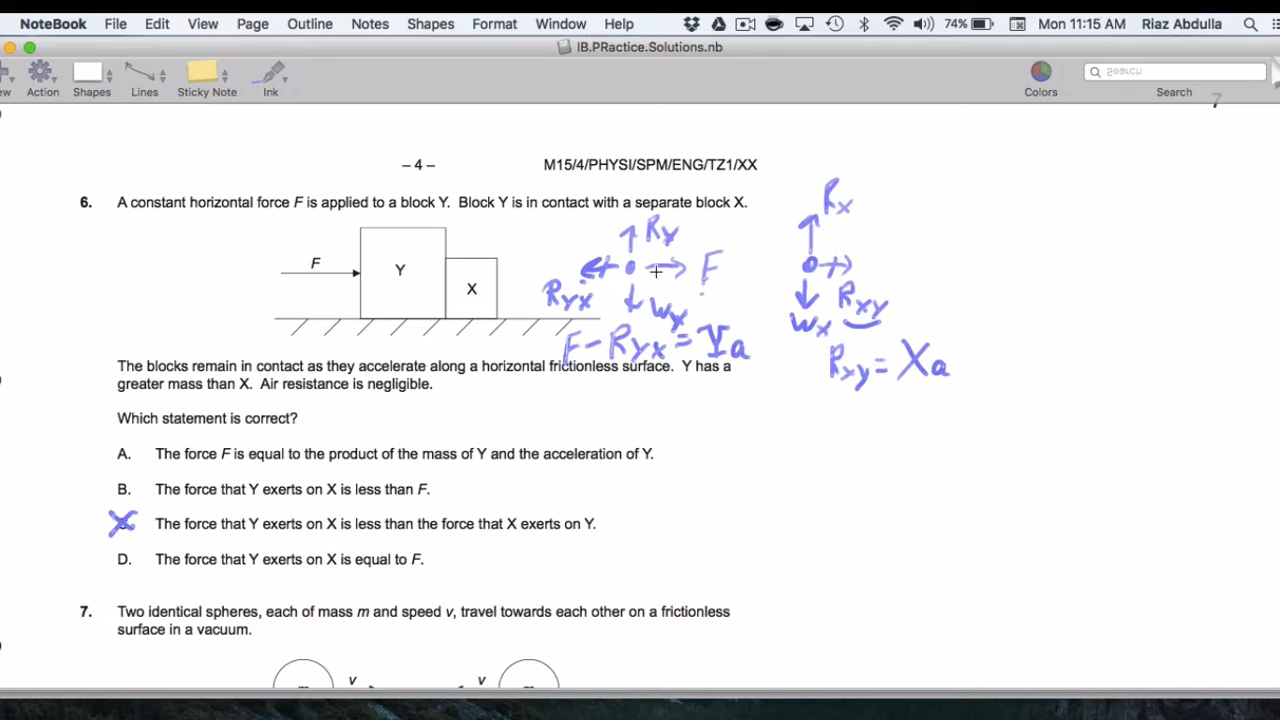 NoteBook File Edit View Page Outline Notes Shapes Format Window Help 74% Mon 11:15 AM Riaz Abdulla
IB.PRactice.Solutions.nb
Action Shapes Lines Sticky Note Ink Colors Search
Search
7
– 4 –
M15/4/PHYSI/SPM/ENG/TZ1/XX
6. A constant horizontal force F is applied to a block Y. Block Y is in contact with a separate block X.
F
Y
X
Ry
F
Ryx
Wy
F - Ryx = Ya
Rx
Rxy
Wx
Rxy = Xa
The blocks remain in contact as they accelerate along a horizontal frictionless surface. Y has a
greater mass than X. Air resistance is negligible.
Which statement is correct?
A. The force F is equal to the product of the mass of Y and the acceleration of Y.
B. The force that Y exerts on X is less than F.
The force that Y exerts on X is less than the force that X exerts on Y.
D. The force that Y exerts on X is equal to F.
7. Two identical spheres, each of mass m and speed v, travel towards each other on a frictionless
surface in a vacuum.
v
v